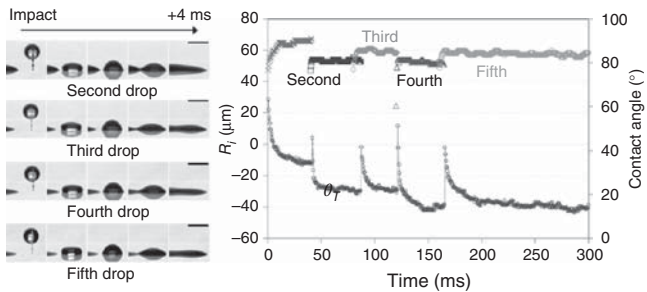 Impact +4 ms
Second drop
Third drop
Fourth drop
Fifth drop
80
60
40
20
0
−20
−40
−60
R_i (μm)
Second
Third
Fourth
Fifth
θ_T
100
80
60
40
20
0
Contact angle (°)
0 50 100 150 200 250 300
Time (ms)